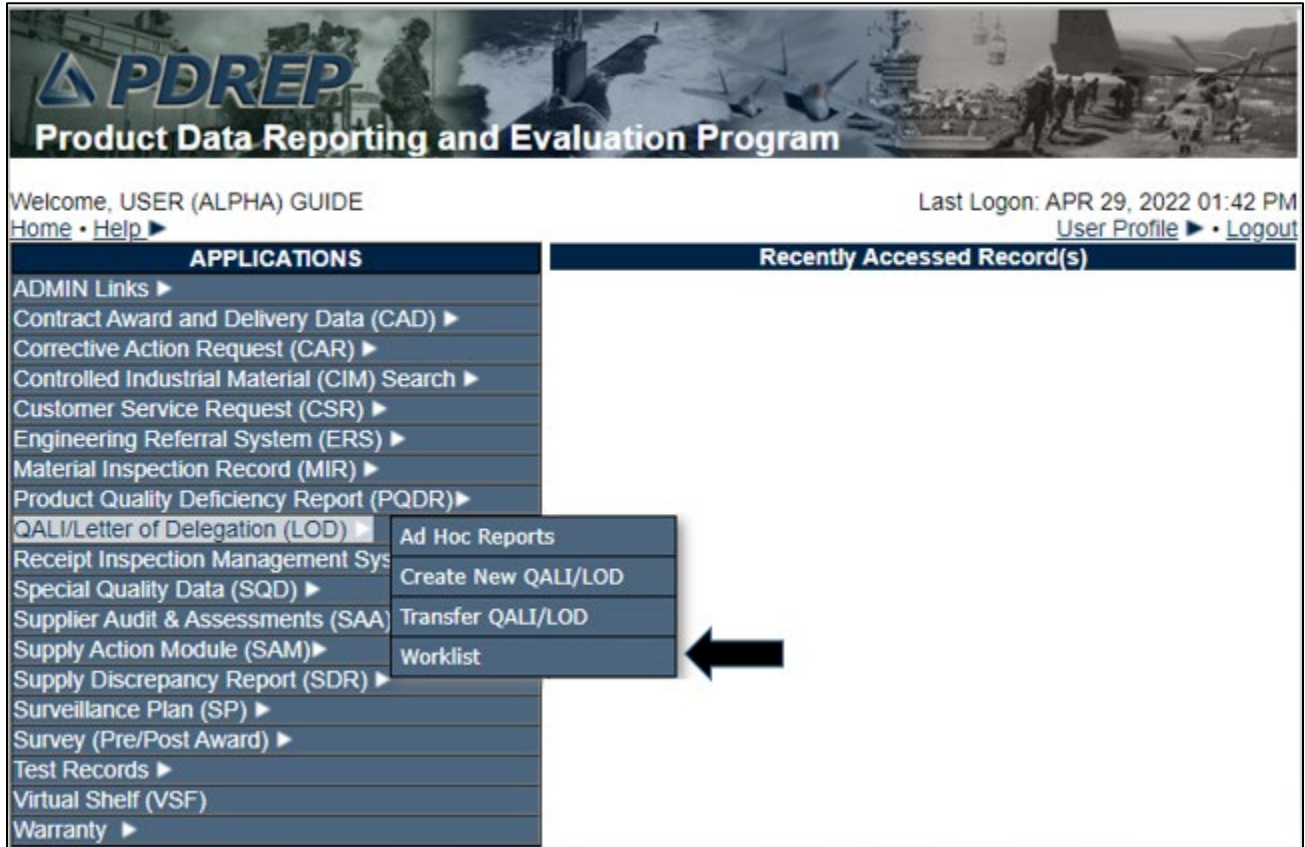 PDREP
Product Data Reporting and Evaluation Program
Welcome, USER (ALPHA) GUIDE
Last Logon: APR 29, 2022 01:42 PM
Home • Help ▶
User Profile ▶ • Logout
APPLICATIONS
Recently Accessed Record(s)
ADMIN Links ▶
Contract Award and Delivery Data (CAD) ▶
Corrective Action Request (CAR) ▶
Controlled Industrial Material (CIM) Search ▶
Customer Service Request (CSR) ▶
Engineering Referral System (ERS) ▶
Material Inspection Record (MIR) ▶
Product Quality Deficiency Report (PQDR)▶
QALI/Letter of Delegation (LOD) ▶
Ad Hoc Reports
Create New QALI/LOD
Transfer QALI/LOD
Worklist
Receipt Inspection Management Sys
Special Quality Data (SQD) ▶
Supplier Audit & Assessments (SAA)
Supply Action Module (SAM)▶
Supply Discrepancy Report (SDR) ▶
Surveillance Plan (SP) ▶
Survey (Pre/Post Award) ▶
Test Records ▶
Virtual Shelf (VSF)
Warranty ▶